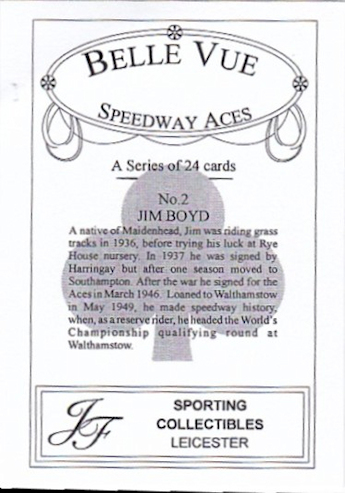 BELLE VUE
SPEEDWAY ACES
A Series of 24 cards
No.2
JIM BOYD
A native of Maidenhead, Jim was riding grass
tracks in 1936, before trying his luck at Rye
House nursery. In 1937 he was signed by
Harringay but after one season moved to
Southampton. After the war he signed for the
Aces in March 1946. Loaned to Walthamstow
in May 1949, he made speedway history,
when, as a reserve rider, he headed the World's
Championship qualifying round at
Walthamstow.
JF
SPORTING
COLLECTIBLES
LEICESTER